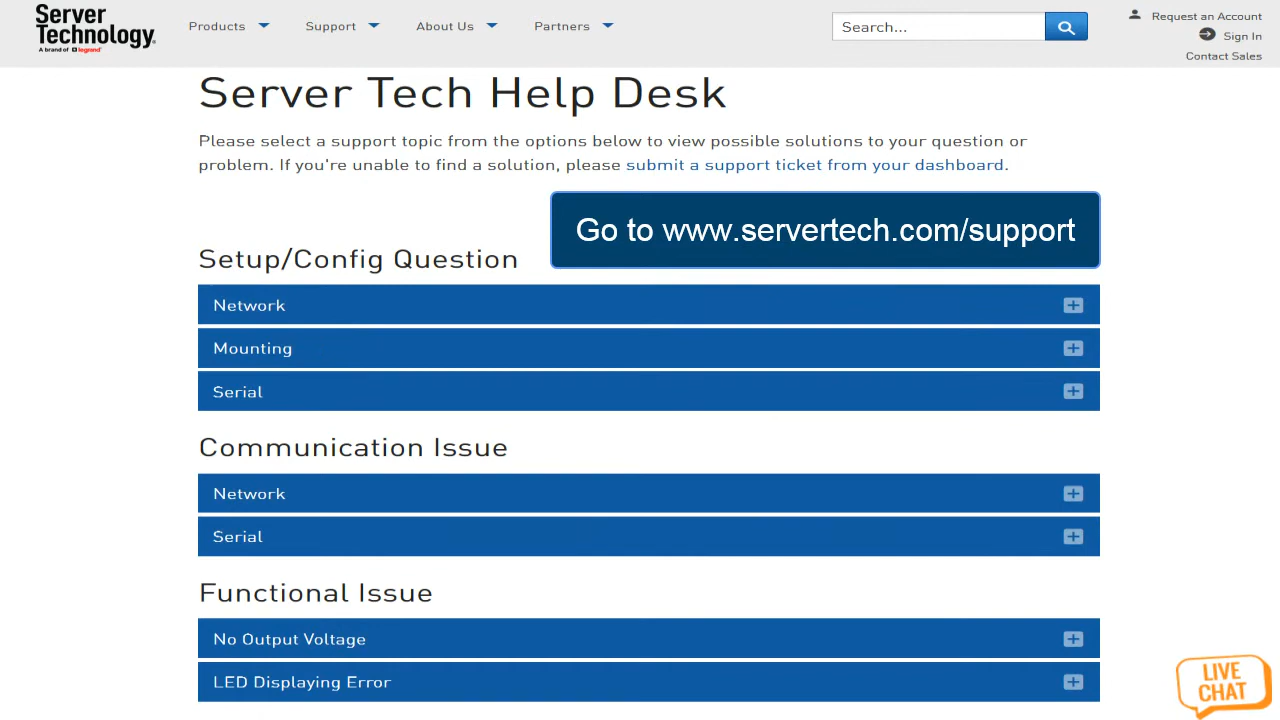 Server
Technology.
A brand of legrand
Products
Support
About Us
Partners
Search...
Request an Account
Sign In
Contact Sales
Server Tech Help Desk
Please select a support topic from the options below to view possible solutions to your question or
problem. If you're unable to find a solution, please submit a support ticket from your dashboard.
Go to www.servertech.com/support
Setup/Config Question
Network
Mounting
Serial
Communication Issue
Network
Serial
Functional Issue
No Output Voltage
LED Displaying Error
LIVE
CHAT